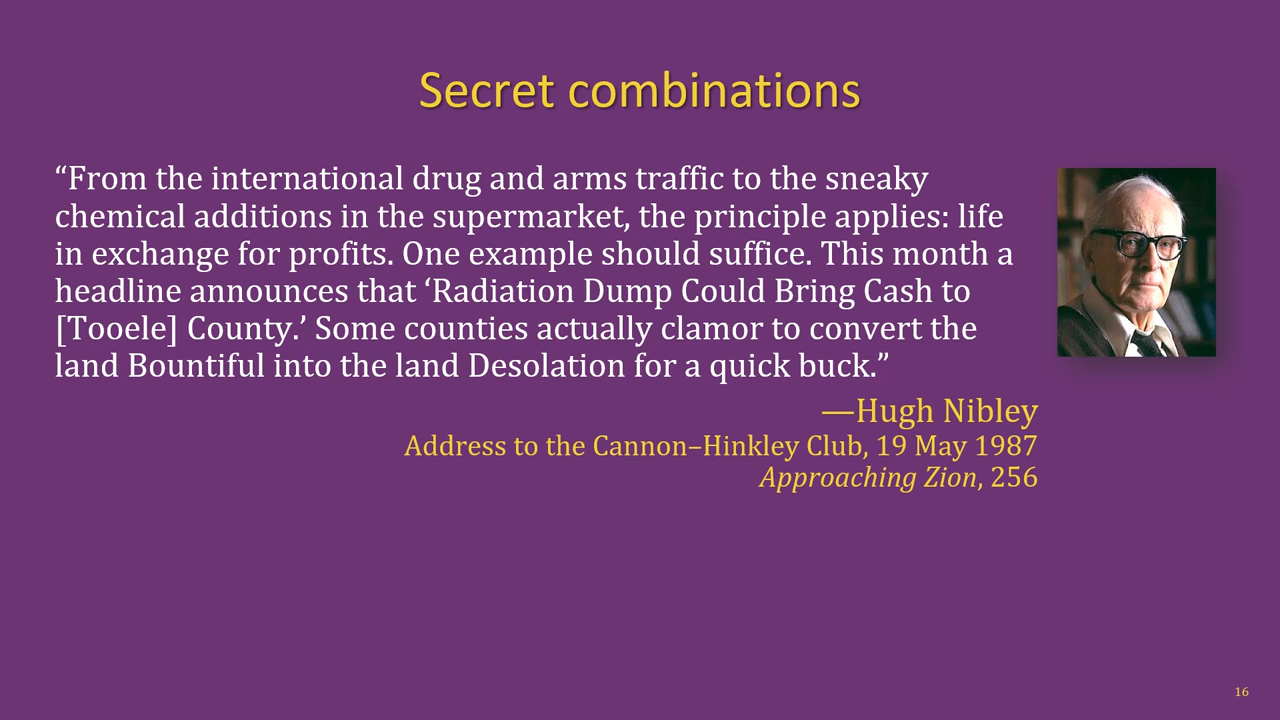 Secret combinations
“From the international drug and arms traffic to the sneaky
chemical additions in the supermarket, the principle applies: life
in exchange for profits. One example should suffice. This month a
headline announces that ‘Radiation Dump Could Bring Cash to
[Tooele] County.’ Some counties actually clamor to convert the
land Bountiful into the land Desolation for a quick buck.”
—Hugh Nibley
Address to the Cannon–Hinkley Club, 19 May 1987
Approaching Zion, 256
16